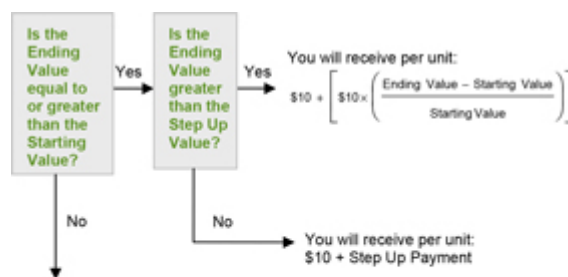 Is the
Ending
Value
equal to
or greater
than the
Starting
Value?
Yes
Is the
Ending
Value
greater
than the
Step Up
Value?
Yes
You will receive per unit:
$10 + [ $10 × ( Ending Value – Starting Value
Starting Value ) ]
No
No
You will receive per unit:
$10 + Step Up Payment